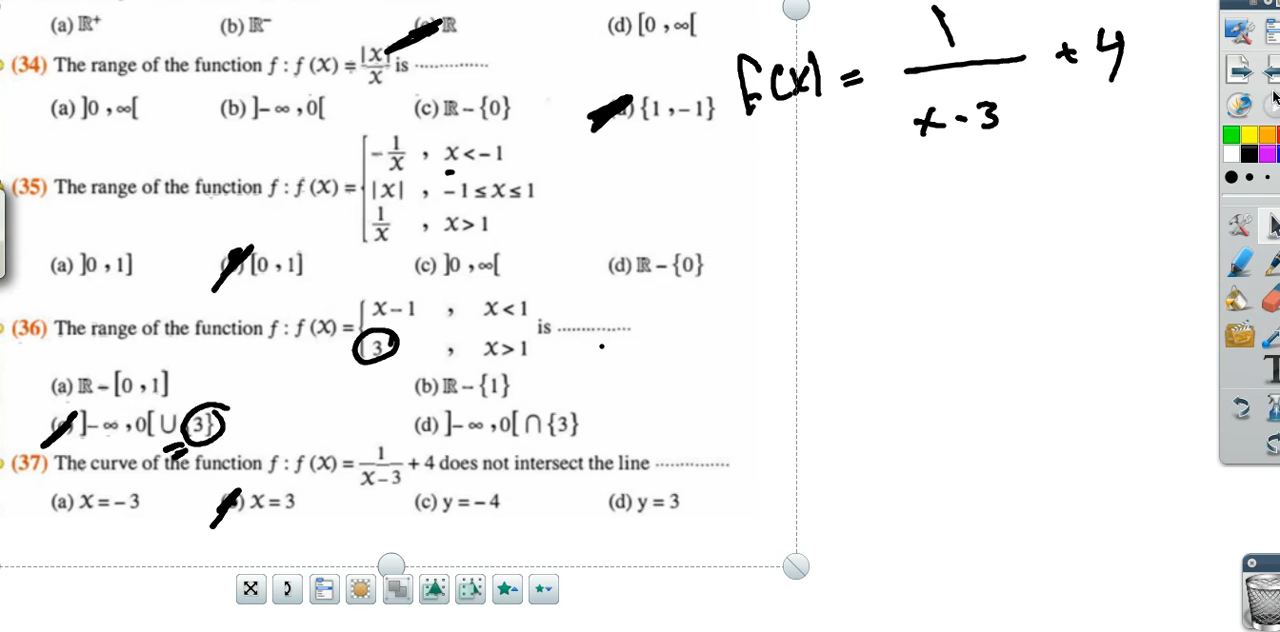 (a) ℝ⁺ (b) ℝ⁻ ℝ (d) [0 , ∞[
(34) The range of the function f : f (X) = |X|/X is ..............
(a) ]0 , ∞[ (b) ]– ∞ , 0[ (c) ℝ – {0} {1 , –1}
(35) The range of the function f : f (X) = { –1/X , X < –1
|X| , –1 ≤ X ≤ 1
1/X , X > 1
(a) ]0 , 1] [0 , 1] (c) ]0 , ∞[ (d) ℝ – {0}
(36) The range of the function f : f (X) = { X – 1 , X < 1
3 , X > 1 is ..............
(a) ℝ – [0 , 1] (b) ℝ – {1}
]– ∞ , 0[ ∪ {3} (d) ]– ∞ , 0[ ∩ {3}
(37) The curve of the function f : f (X) = 1/(X – 3) + 4 does not intersect the line ..............
(a) X = – 3 ) X = 3 (c) y = – 4 (d) y = 3
F(x) = 1/(x - 3) + 4
T